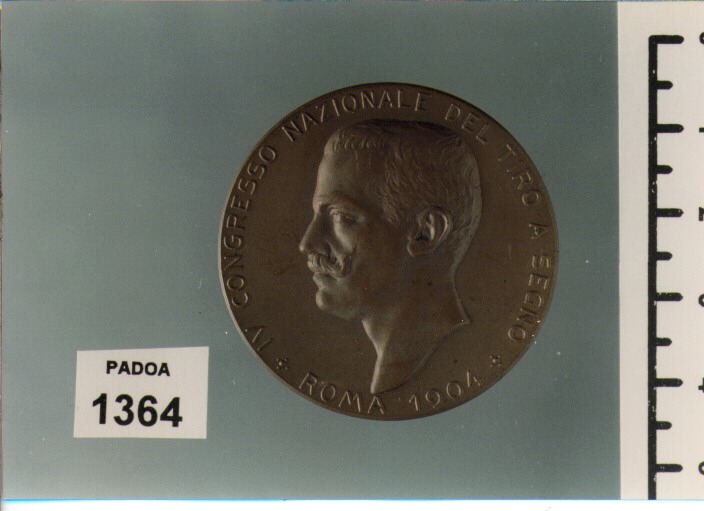 IV CONGRESSO NAZIONALE DEL TIRO A SEGNO
* ROMA 1904 *
PADOA
1364